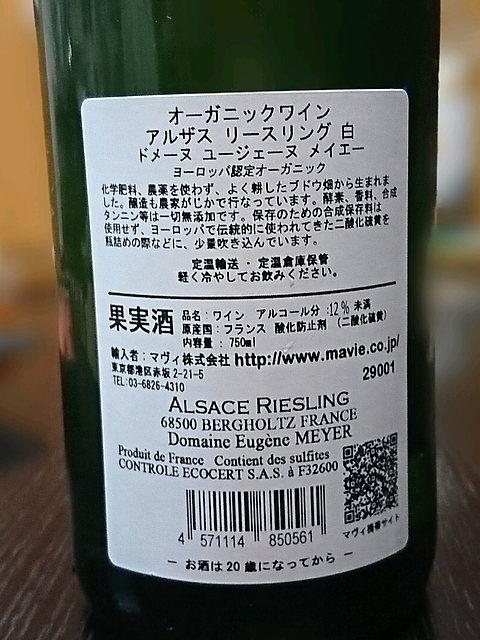 オーガニックワイン
アルザス リースリング 白
ドメーヌ ユージェーヌ メイエー
ヨーロッパ認定オーガニック
化学肥料、農薬を使わず、よく耕したブドウ畑から生まれま
した。醸造も農家がじかで行なっています。酵素、香料、合成
タンニン等は一切無添加です。保存のための合成保存料は
使用せず、ヨーロッパで伝統的に使われてきた二酸化硫黄を
瓶詰めの際などに、少量吹き込んでいます。
定温輸送・定温倉庫保管
軽く冷やしてお飲みください。
果実酒
品名：ワイン アルコール分：12％未満
原産国：フランス 酸化防止剤（二酸化硫黄）
内容量：750ml
輸入者：マヴィ株式会社 http://www.mavie.co.jp/
東京都港区赤坂 2-21-5
TEL:03-6826-4310
29001
ALSACE RIESLING
68500 BERGHOLTZ FRANCE
Domaine Eugène MEYER
Produit de France Contient des sulfites
CONTROLE ECOCERT S.A.S. à F32600
4 571114 850561
マヴィ携帯サイト
− お酒は20歳になってから −